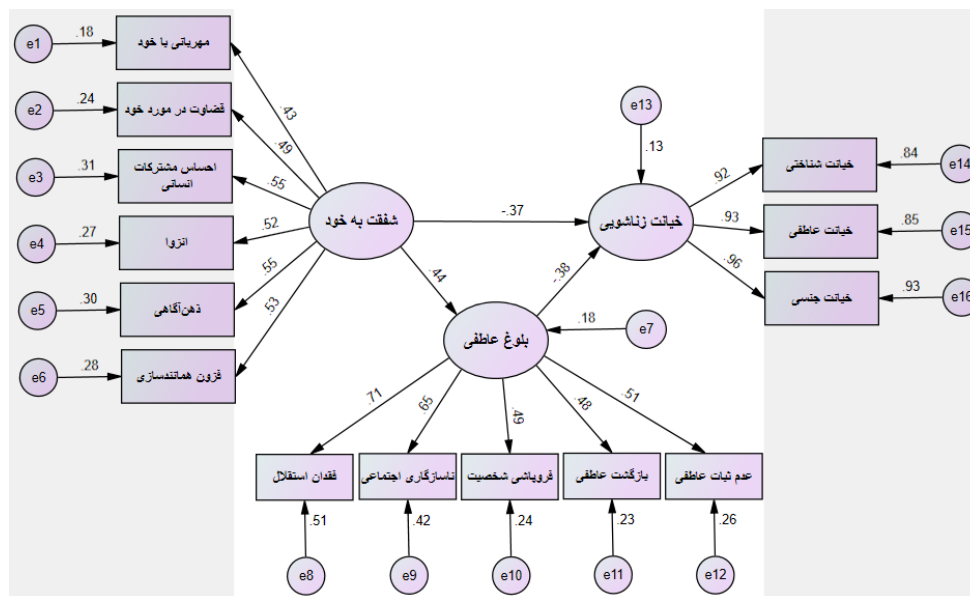 e1
.18
مهربانی با خود
e2
.24
قضاوت در مورد خود
e3
.31
احساس مشترکات
انسانی
e4
.27
انزوا
e5
.30
ذهن‌آگاهی
e6
.28
فزون همانندسازی
.43
.49
.55
.52
.55
.53
شفقت به خود
-.37
.44
e13
.13
خیانت زناشویی
-.38
بلوغ عاطفی
.18
e7
.92
.93
.96
خیانت شناختی
.84
e14
خیانت عاطفی
.85
e15
خیانت جنسی
.93
e16
.71
.65
.49
.48
.51
فقدان استقلال
ناسازگاری اجتماعی
فروپاشی شخصیت
بازگشت عاطفی
عدم ثبات عاطفی
.51
.42
.24
.23
.26
e8
e9
e10
e11
e12